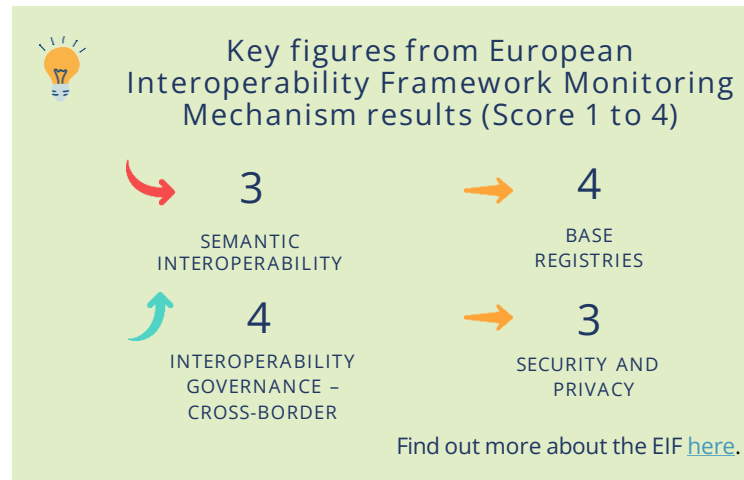 Key figures from European
Interoperability Framework Monitoring
Mechanism results (Score 1 to 4)
3
SEMANTIC
INTEROPERABILITY
4
BASE
REGISTRIES
4
INTEROPERABILITY
GOVERNANCE –
CROSS-BORDER
3
SECURITY AND
PRIVACY
Find out more about the EIF here.